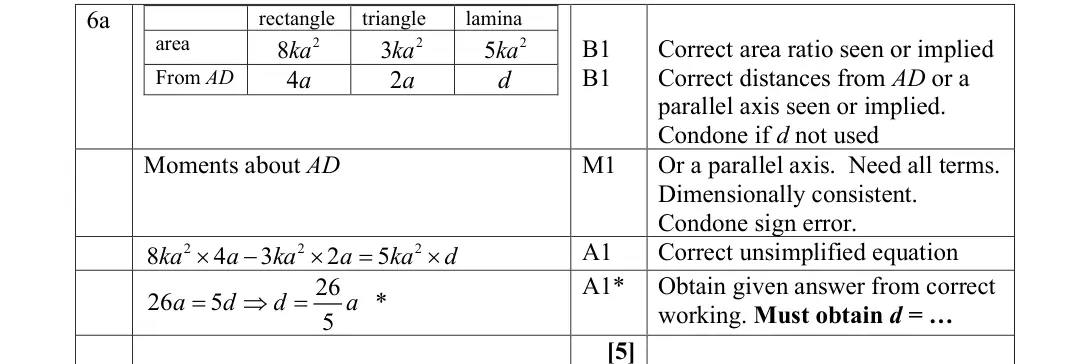 6a
rectangle triangle lamina
area 8ka² 3ka² 5ka²
From AD 4a 2a d
B1 Correct area ratio seen or implied
B1 Correct distances from AD or a
parallel axis seen or implied.
Condone if d not used
Moments about AD M1 Or a parallel axis. Need all terms.
Dimensionally consistent.
Condone sign error.
8ka² × 4a − 3ka² × 2a = 5ka² × d A1 Correct unsimplified equation
26a = 5d ⇒ d = 26/5 a * A1* Obtain given answer from correct
working. Must obtain d = …
[5]